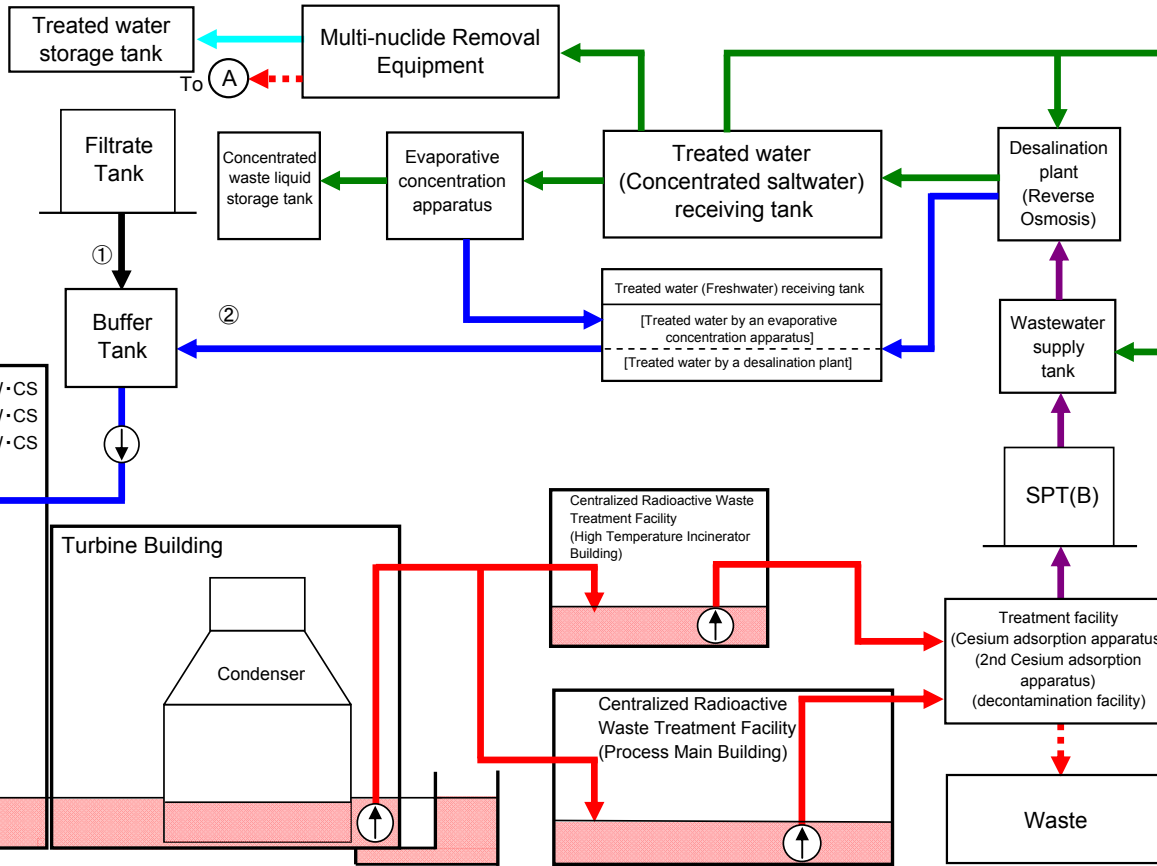 Treated water
storage tank
Multi-nuclide Removal
Equipment
To
A
Filtrate
Tank
Concentrated
waste liquid
storage tank
Evaporative
concentration
apparatus
Treated water
(Concentrated saltwater)
receiving tank
Desalination
plant
(Reverse
Osmosis)
①
Buffer
Tank
②
Treated water (Freshwater) receiving tank
[Treated water by an evaporative
concentration apparatus]
[Treated water by a desalination plant]
Wastewater
supply
tank
・CS
・CS
・CS
SPT(B)
Centralized Radioactive Waste
Treatment Facility
(High Temperature Incinerator
Building)
Turbine Building
Condenser
Treatment facility
(Cesium adsorption apparatus
(2nd Cesium adsorption
apparatus)
(decontamination facility)
Centralized Radioactive
Waste Treatment Facility
(Process Main Building)
Waste